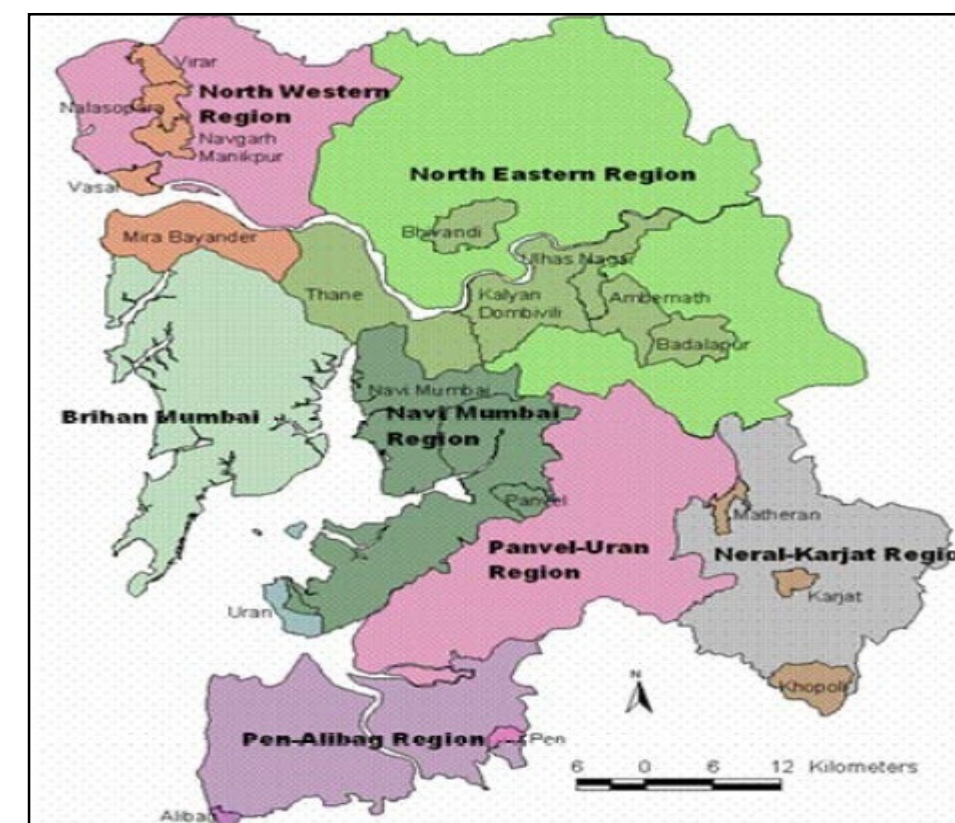 Virar
North Western
Region
Nalasopara
Navgarh
Manikpur
Vasai
North Eastern Region
Mira Bayander
Bhivandi
Ulhas Nagar
Thane
Kalyan
Dombivili
Ambernath
Badalapur
Navi Mumbai
Brihan Mumbai
Navi Mumbai
Region
Panvel
Matheran
Panvel-Uran
Region
Neral-Karjat Regio
Karjat
Uran
Khopoli
N
Pen-Alibag Region
Pen
6 0 6 12 Kilometers
Alibag